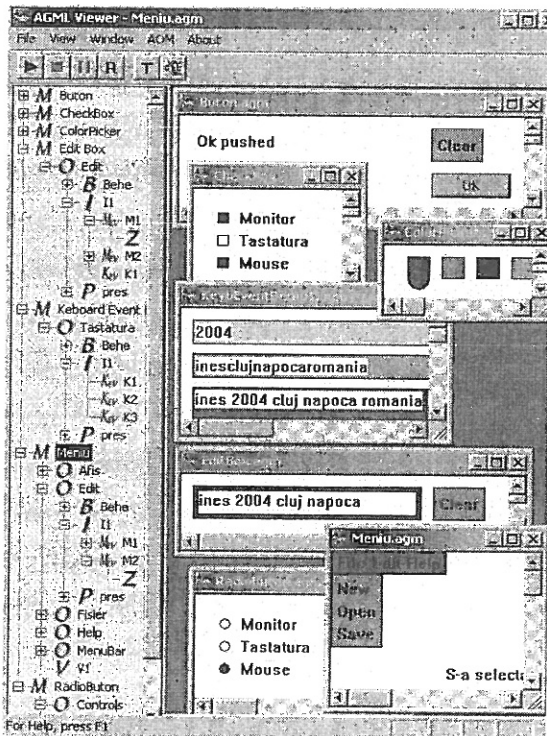 AGML Viewer - Meniu.agm
File View Window AOM About
R T
M Buton
M CheckBox
M ColorPicker
M Edit Box
O Edit
B Behe
I I1
M1
Z
M2
K1
P pres
M Keboard Event
O Tastatura
B Behe
I I1
K1
K2
K3
P pres
M Meniu
O Afis
O Edit
B Behe
I I1
M1
M2
Z
P pres
O Fisier
O Help
O MenuBar
V V1
M RadioButon
O Controls
For Help, press F1
Buton.agm
Ok pushed
Clear
OK
Monitor
Tastatura
Mouse
2004
inesclujnapocaromania
ines 2004 cluj napoca romania
ines 2004 cluj napoca
Clear
Meniu.agm
File Edit Help
New
Open
Save
S-a select
Monitor
Tastatura
Mouse